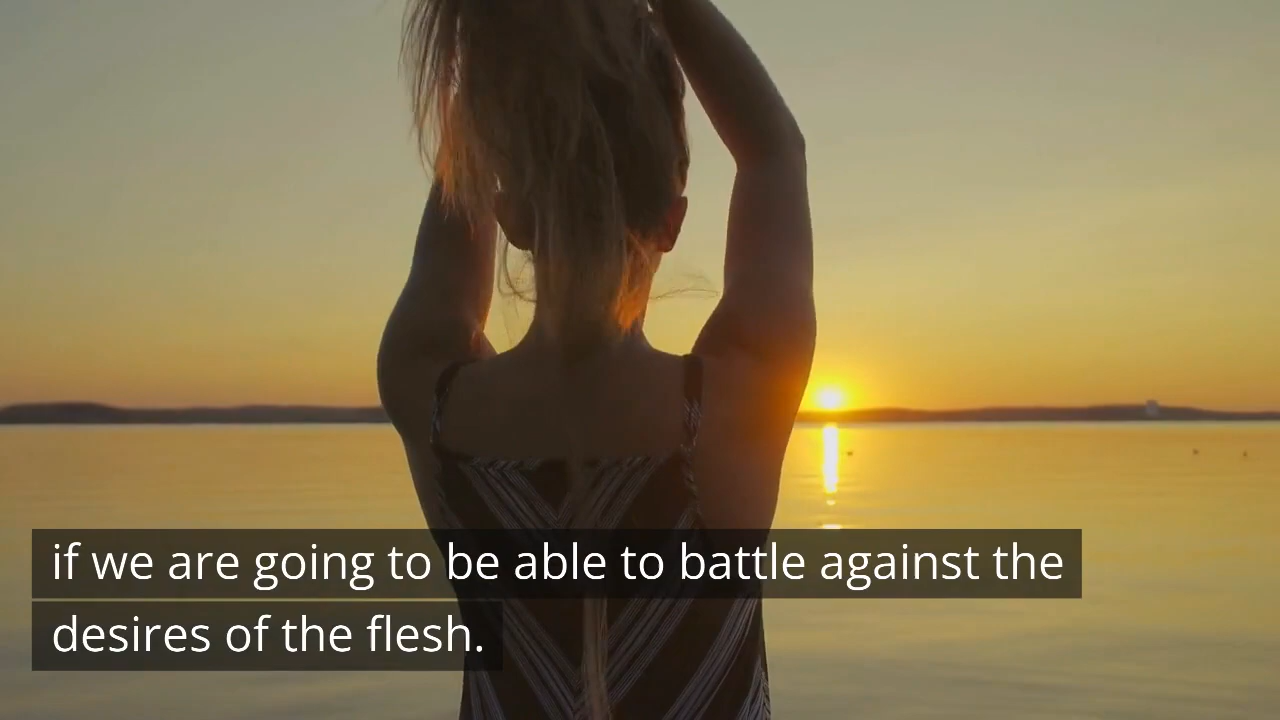 if we are going to be able to battle against the
desires of the flesh.